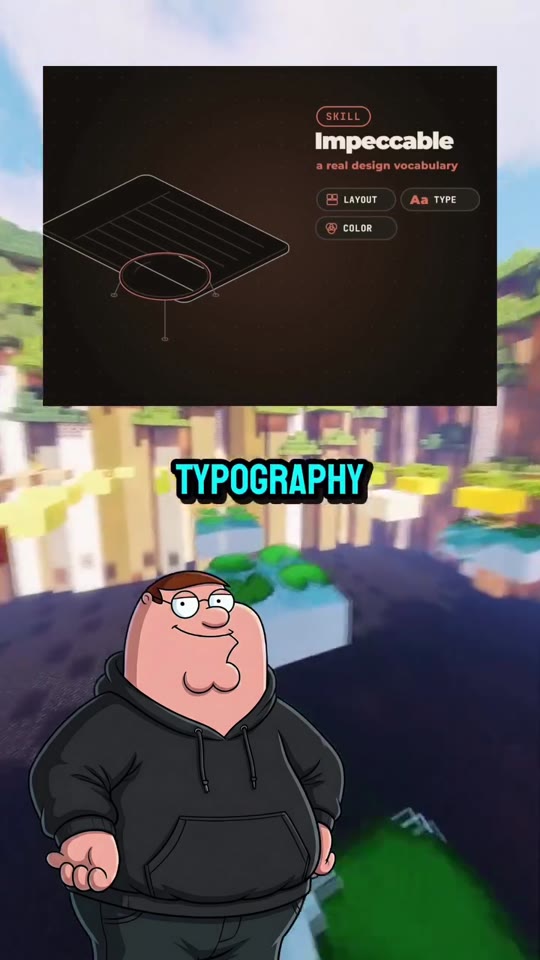 SKILL
Impeccable
a real design vocabulary
LAYOUT
Aa TYPE
COLOR
TYPOGRAPHY